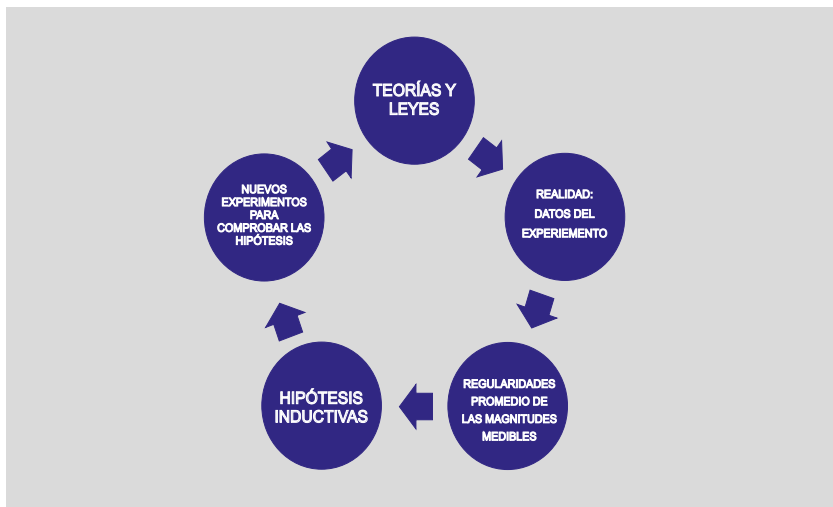 TEORÍAS Y
LEYES
REALIDAD:
DATOS DEL
EXPERIEMENTO
REGULARIDADES
PROMEDIO DE
LAS MAGNITUDES
MEDIBLES
HIPÓTESIS
INDUCTIVAS
NUEVOS
EXPERIMENTOS
PARA
COMPROBAR LAS
HIPÓTESIS